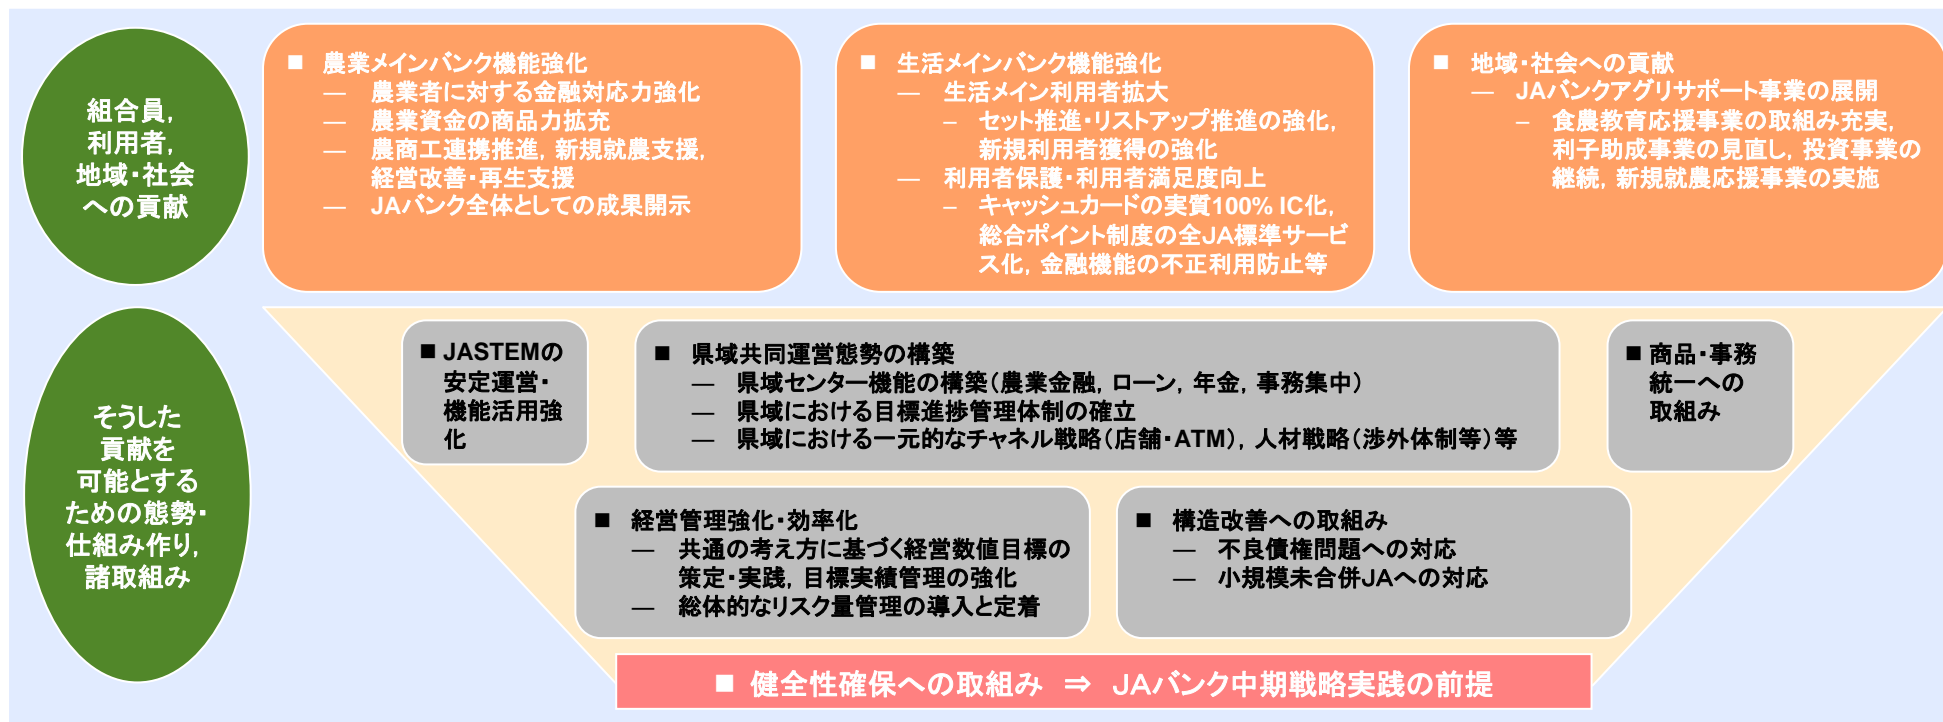 組合員,
利用者,
地域・社会
への貢献
■ 農業メインバンク機能強化
― 農業者に対する金融対応力強化
― 農業資金の商品力拡充
― 農商工連携推進, 新規就農支援,
経営改善・再生支援
― JAバンク全体としての成果開示
■ 生活メインバンク機能強化
― 生活メイン利用者拡大
– セット推進・リストアップ推進の強化,
新規利用者獲得の強化
― 利用者保護・利用者満足度向上
– キャッシュカードの実質100% IC化,
総合ポイント制度の全JA標準サービ
ス化, 金融機能の不正利用防止等
■ 地域・社会への貢献
― JAバンクアグリサポート事業の展開
– 食農教育応援事業の取組み充実,
利子助成事業の見直し, 投資事業の
継続, 新規就農応援事業の実施
そうした
貢献を
可能とする
ための態勢・
仕組み作り,
諸取組み
■ JASTEMの
安定運営・
機能活用強
化
■ 県域共同運営態勢の構築
― 県域センター機能の構築(農業金融, ローン, 年金, 事務集中)
― 県域における目標進捗管理体制の確立
― 県域における一元的なチャネル戦略(店舗・ATM), 人材戦略(渉外体制等)等
■ 商品・事務
統一への
取組み
■ 経営管理強化・効率化
― 共通の考え方に基づく経営数値目標の
策定・実践, 目標実績管理の強化
― 総体的なリスク量管理の導入と定着
■ 構造改善への取組み
― 不良債権問題への対応
― 小規模未合併JAへの対応
■ 健全性確保への取組み ⇒ JAバンク中期戦略実践の前提